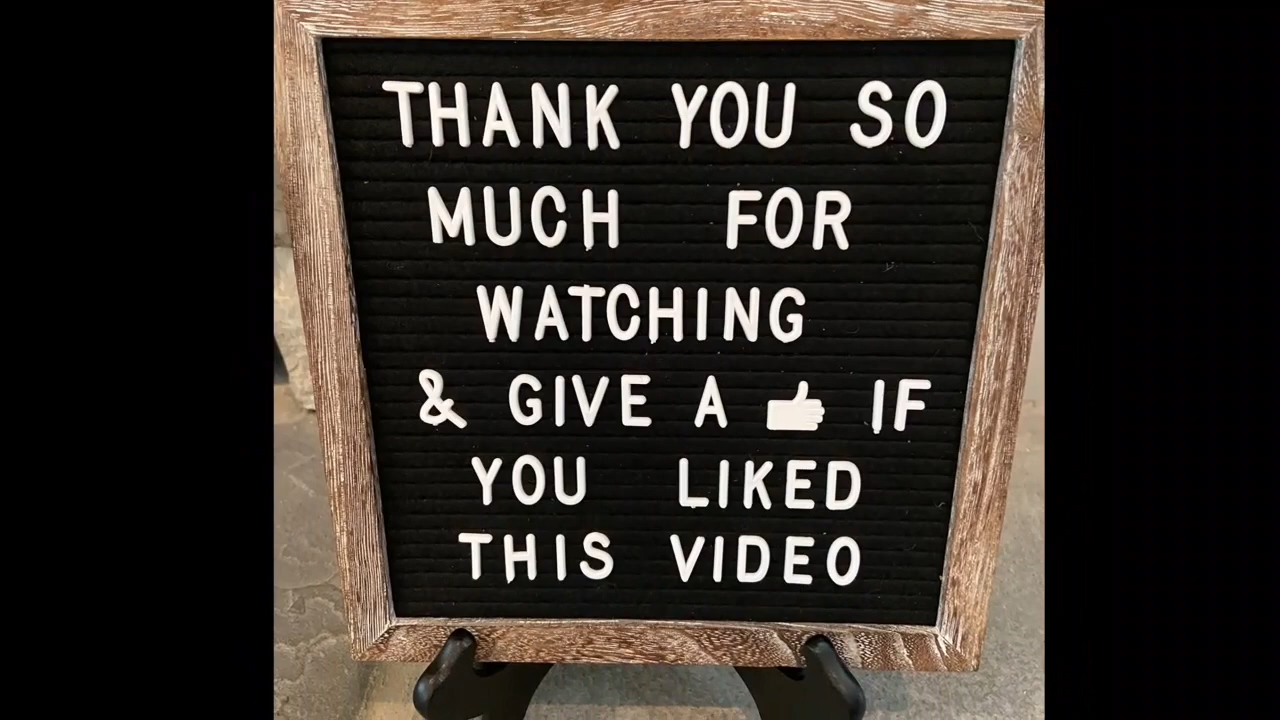 THANK YOU SO
MUCH FOR
WATCHING
& GIVE A 👍 IF
YOU LIKED
THIS VIDEO